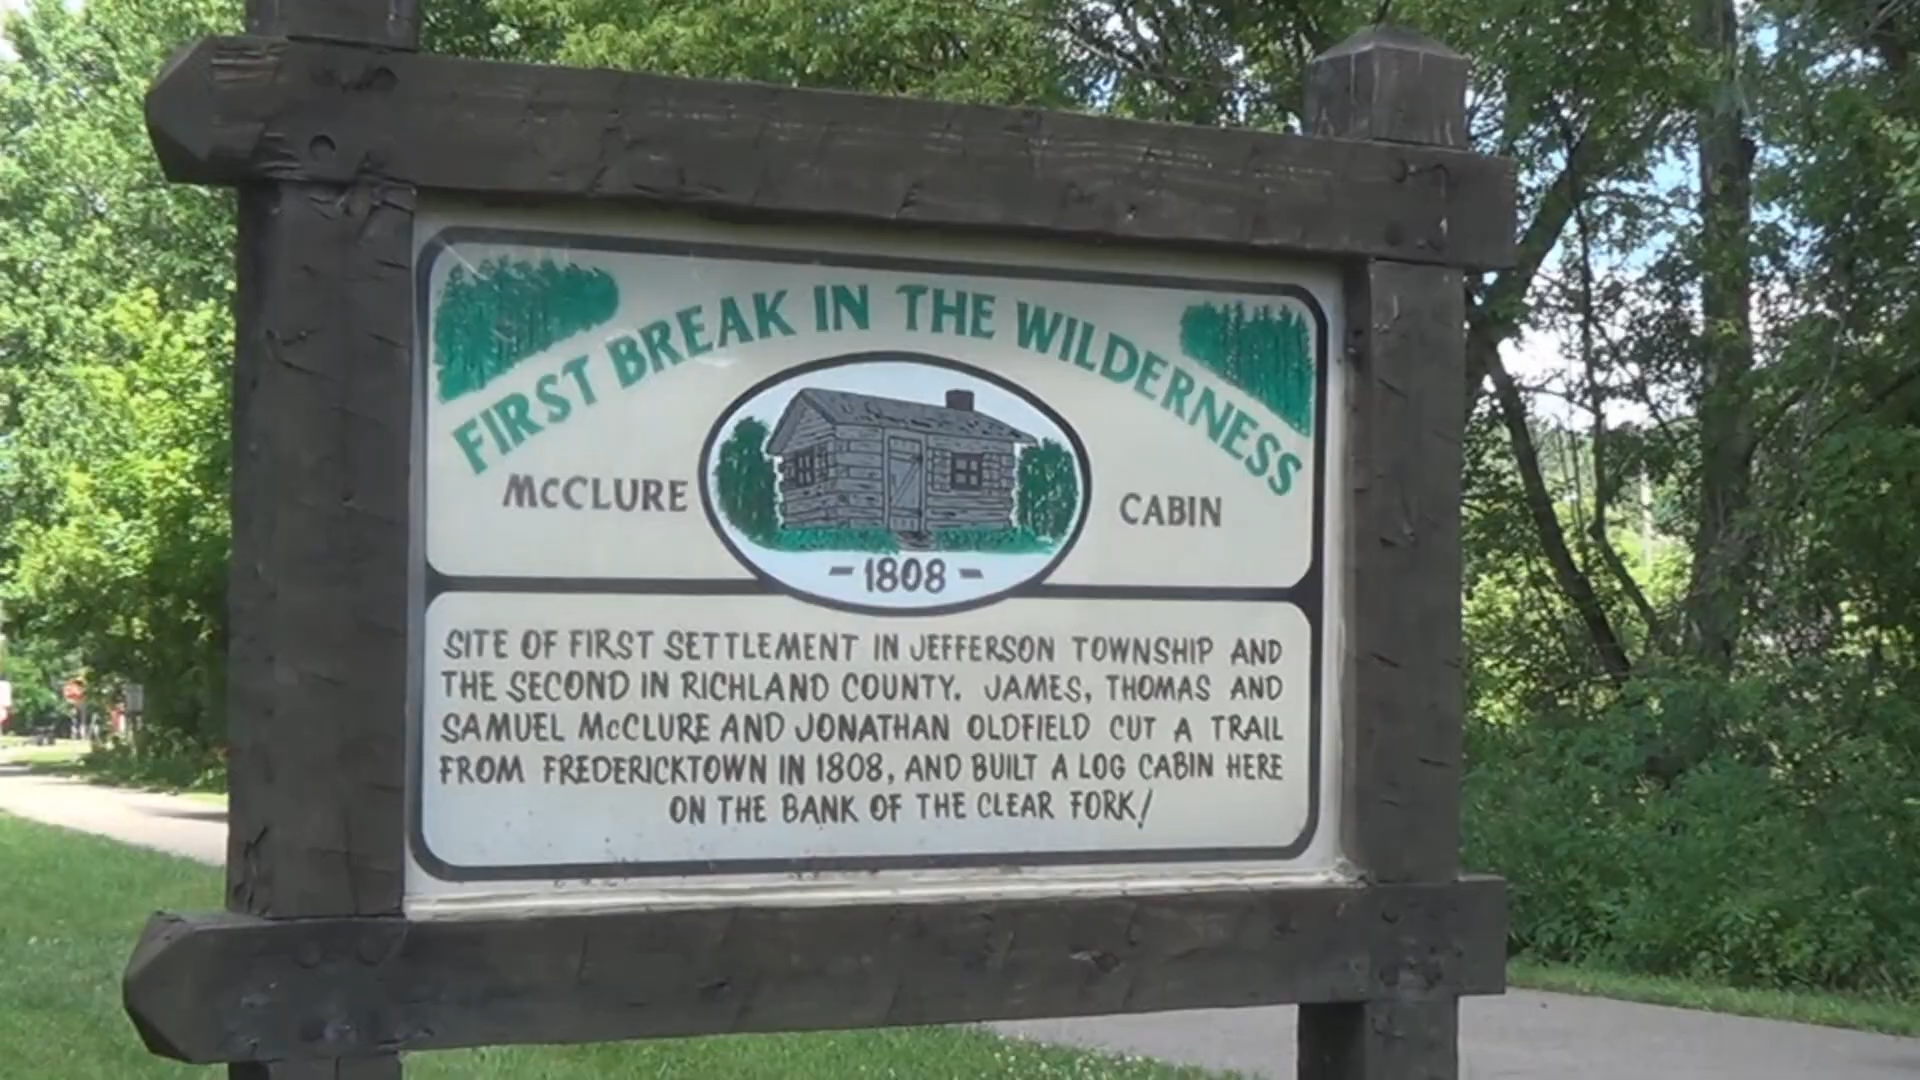 FIRST BREAK IN THE WILDERNESS
McCLURE CABIN
- 1808 -
SITE OF FIRST SETTLEMENT IN JEFFERSON TOWNSHIP AND
THE SECOND IN RICHLAND COUNTY. JAMES, THOMAS AND
SAMUEL McCLURE AND JONATHAN OLDFIELD CUT A TRAIL
FROM FREDERICKTOWN IN 1808, AND BUILT A LOG CABIN HERE
ON THE BANK OF THE CLEAR FORK!